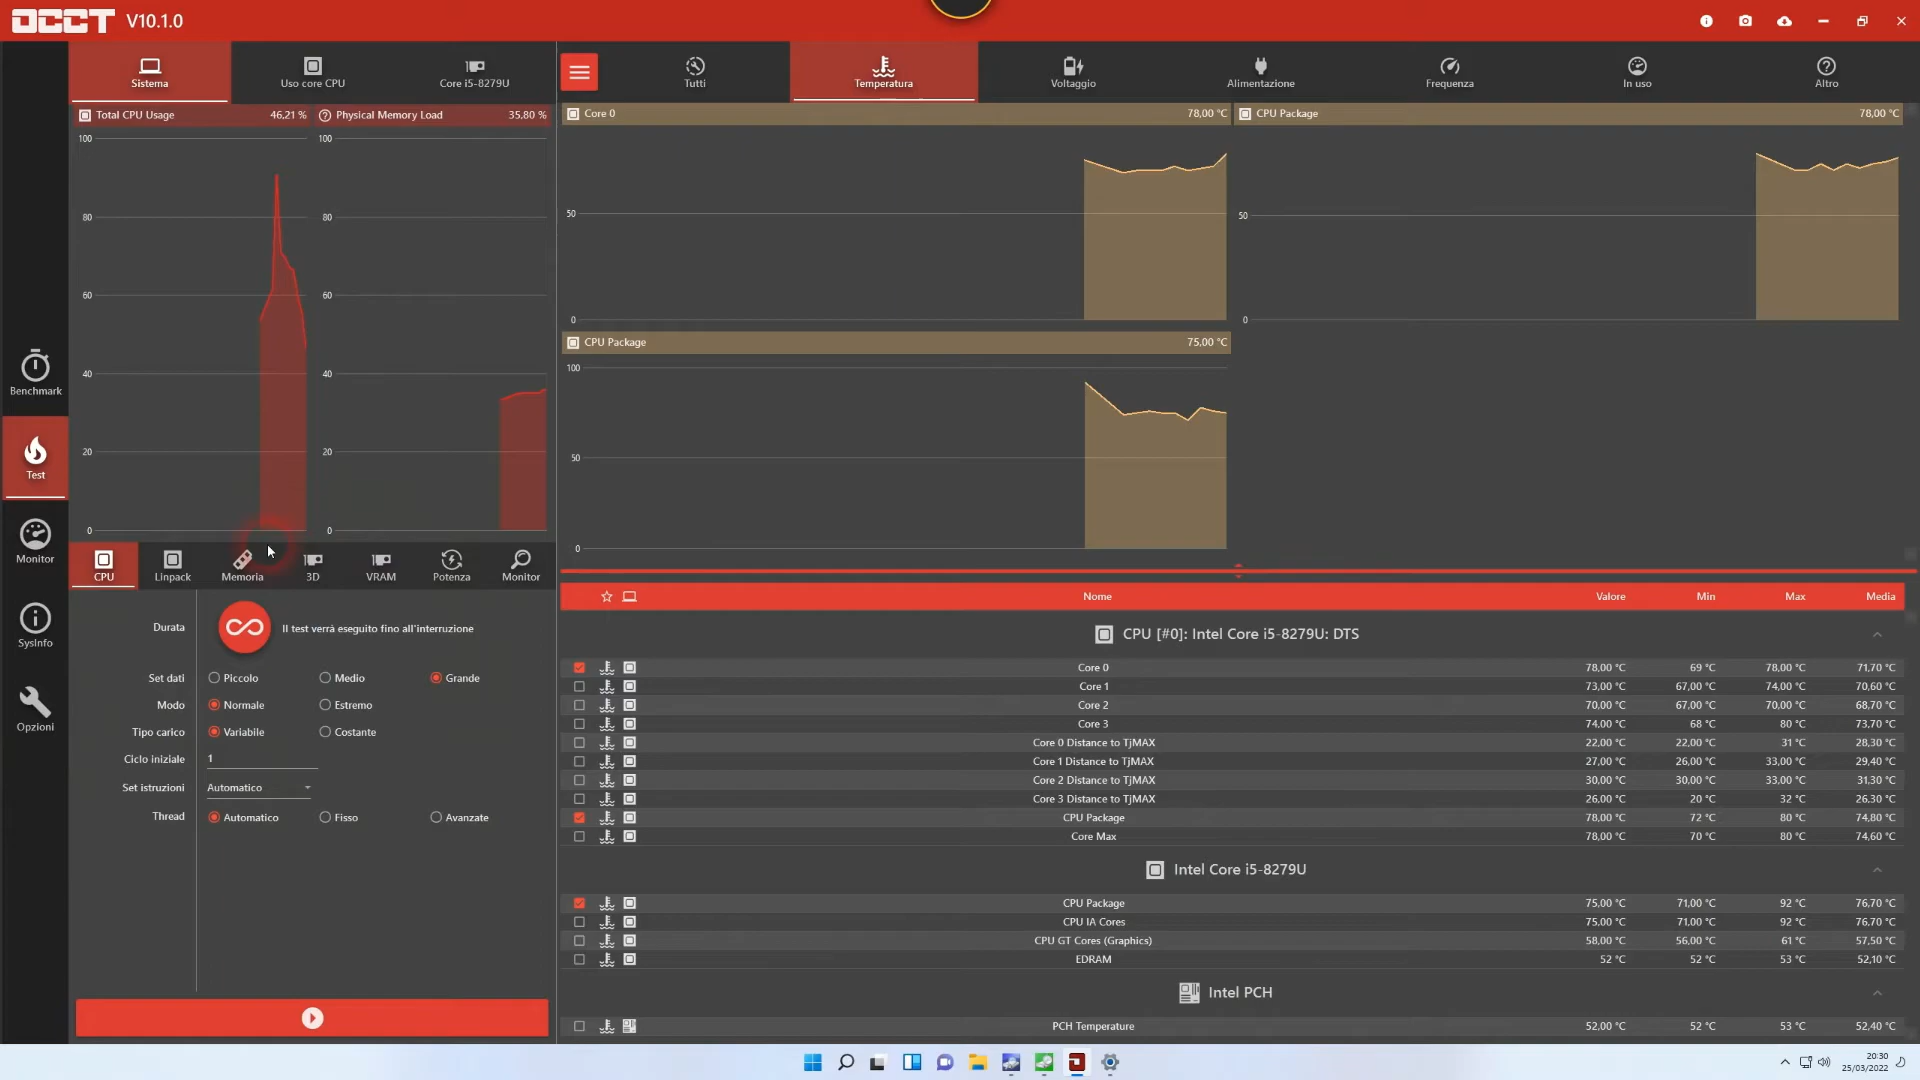 OCCT V10.1.0
Sistema
Uso core CPU
Core i5-8279U
Tutti
Temperatura
Voltaggio
Alimentazione
Frequenza
In uso
Altro
Total CPU Usage 46,21 %
Physical Memory Load 35,80 %
100
80
60
40
20
0
100
80
60
40
20
0
Core 0 78,00 °C
50
0
CPU Package 78,00 °C
50
0
CPU Package 75,00 °C
100
50
0
Benchmark
Test
Monitor
SysInfo
Opzioni
CPU
Linpack
Memoria
3D
VRAM
Potenza
Monitor
Durata Il test verrà eseguito fino all'interruzione
Set dati Piccolo Medio Grande
Modo Normale Estremo
Tipo carico Variabile Costante
Ciclo iniziale 1
Set istruzioni Automatico
Thread Automatico Fisso Avanzate
Nome Valore Min Max Media
CPU [#0]: Intel Core i5-8279U: DTS
Core 0 78,00 °C 69 °C 78,00 °C 71,70 °C
Core 1 73,00 °C 67,00 °C 74,00 °C 70,60 °C
Core 2 70,00 °C 67,00 °C 70,00 °C 68,70 °C
Core 3 74,00 °C 68 °C 80 °C 73,70 °C
Core 0 Distance to TjMAX 22,00 °C 22,00 °C 31 °C 28,30 °C
Core 1 Distance to TjMAX 27,00 °C 26,00 °C 33,00 °C 29,40 °C
Core 2 Distance to TjMAX 30,00 °C 30,00 °C 33,00 °C 31,30 °C
Core 3 Distance to TjMAX 26,00 °C 20 °C 32 °C 26,30 °C
CPU Package 78,00 °C 72 °C 80 °C 74,80 °C
Core Max 78,00 °C 70 °C 80 °C 74,60 °C
Intel Core i5-8279U
CPU Package 75,00 °C 71,00 °C 92 °C 76,70 °C
CPU IA Cores 75,00 °C 71,00 °C 92 °C 76,70 °C
CPU GT Cores (Graphics) 58,00 °C 56,00 °C 61 °C 57,50 °C
EDRAM 52 °C 52 °C 53 °C 52,10 °C
Intel PCH
PCH Temperature 52,00 °C 52 °C 53 °C 52,40 °C
20:30
25/03/2022